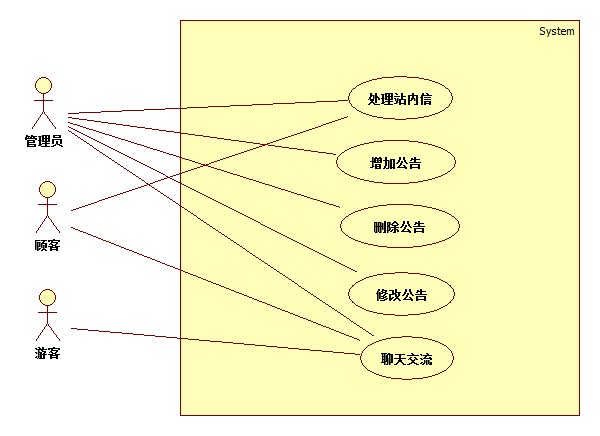 System
处理站内信
管理员
增加公告
删除公告
顾客
修改公告
游客
聊天交流